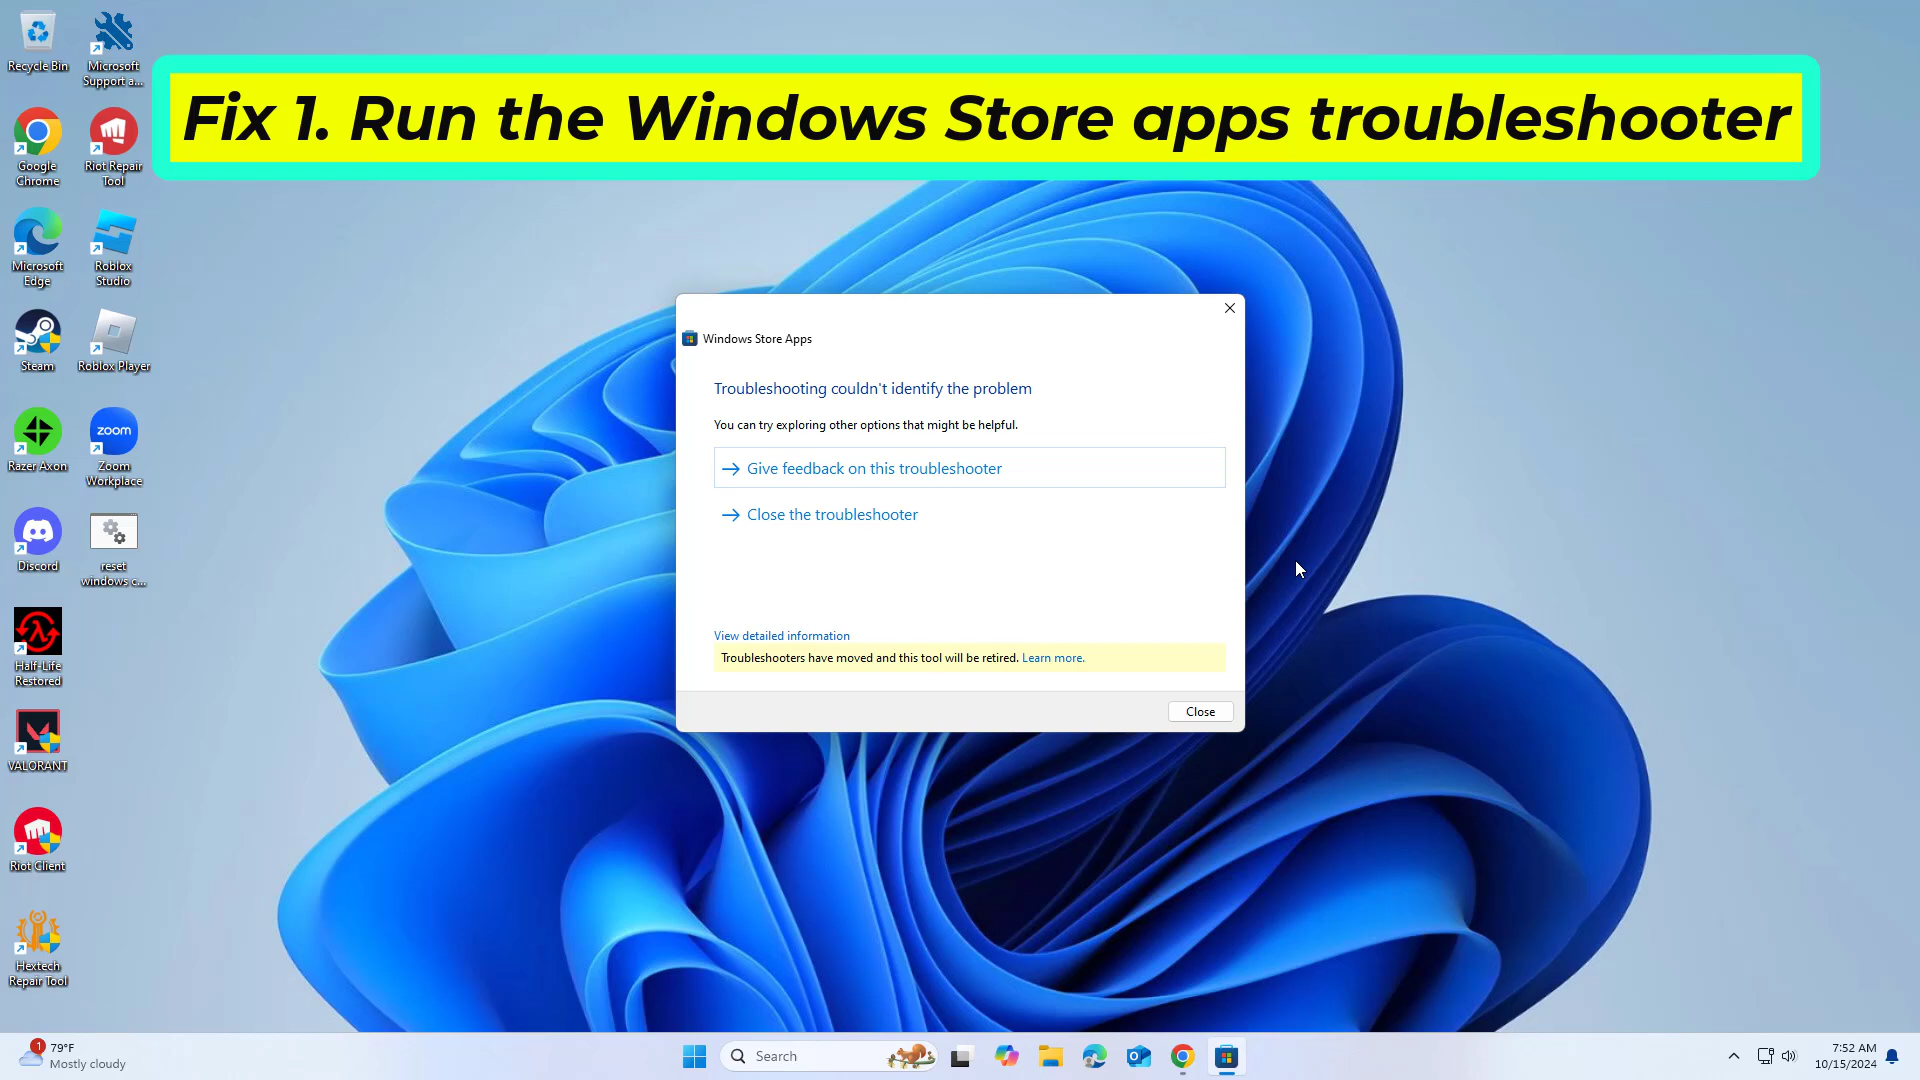 Fix 1. Run the Windows Store apps troubleshooter
Recycle Bin
Microsoft
Support a...
Google
Chrome
Riot Repair
Tool
Microsoft
Edge
Roblox
Studio
Steam
Roblox Player
Razer Axon
zoom
Zoom
Workplace
Discord
reset
windows c...
Half-Life
Restored
VALORANT
Riot Client
Hextech
Repair Tool
Windows Store Apps
Troubleshooting couldn't identify the problem
You can try exploring other options that might be helpful.
Give feedback on this troubleshooter
Close the troubleshooter
View detailed information
Troubleshooters have moved and this tool will be retired. Learn more.
Close
1
79°F
Mostly cloudy
Search
7:52 AM
10/15/2024